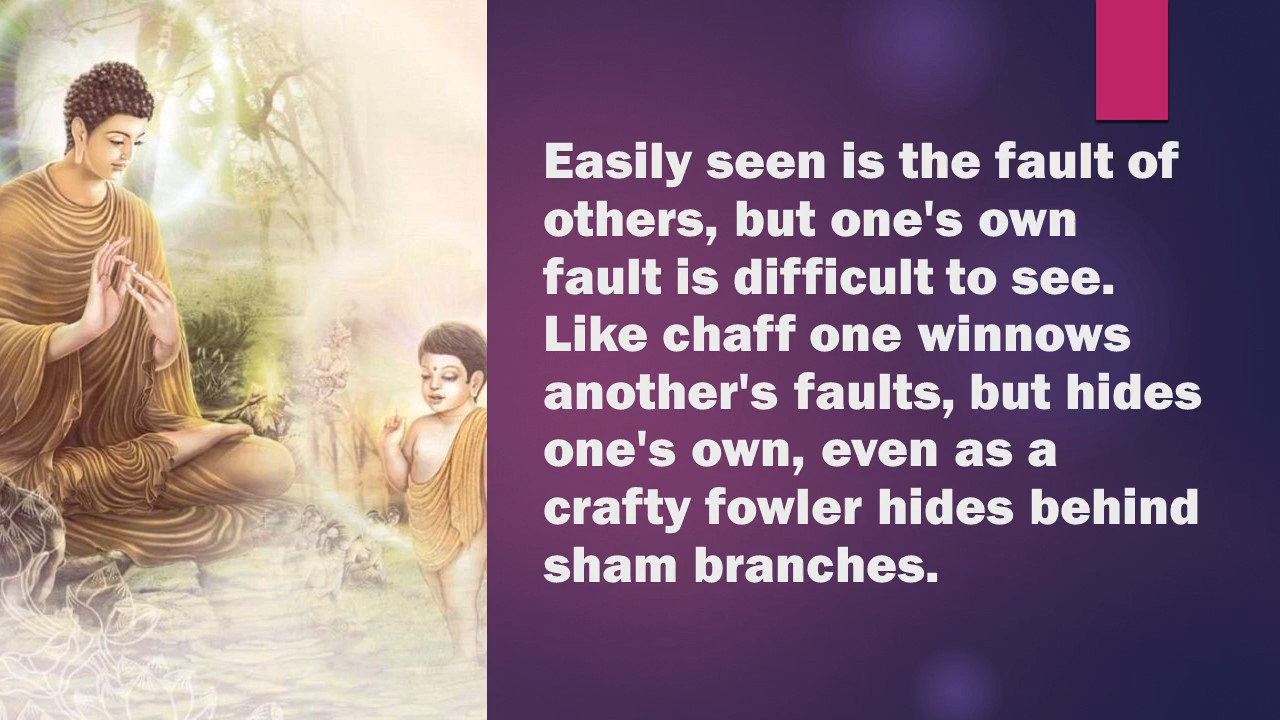 Easily seen is the fault of
others, but one's own
fault is difficult to see.
Like chaff one winnows
another's faults, but hides
one's own, even as a
crafty fowler hides behind
sham branches.